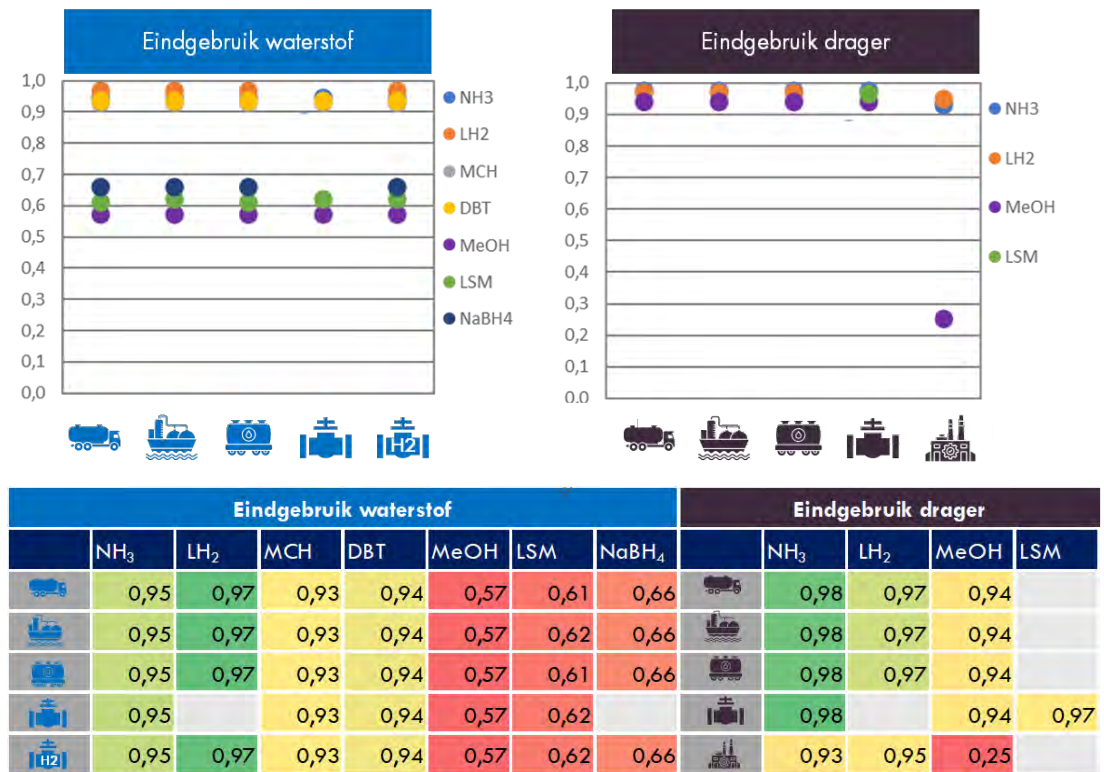 Eindgebruik waterstof
1,0
0,9
0,8
0,7
0,6
0,5
0,4
0,3
0,2
0,1
0,0
NH3
LH2
MCH
DBT
MeOH
LSM
NaBH4
H2
Eindgebruik drager
1,0
0,9
0,8
0,7
0,6
0,5
0,4
0,3
0,2
0,1
0.0
NH3
LH2
MeOH
LSM
Eindgebruik waterstof Eindgebruik drager
NH₃ LH₂ MCH DBT MeOH LSM NaBH₄ NH₃ LH₂ MeOH LSM
0,95 0,97 0,93 0,94 0,57 0,61 0,66 0,98 0,97 0,94
0,95 0,97 0,93 0,94 0,57 0,62 0,66 0,98 0,97 0,94
0,95 0,97 0,93 0,94 0,57 0,61 0,66 0,98 0,97 0,94
0,95 0,93 0,94 0,57 0,62 0,98 0,94 0,97
H2 0,95 0,97 0,93 0,94 0,57 0,62 0,66 0,93 0,95 0,25